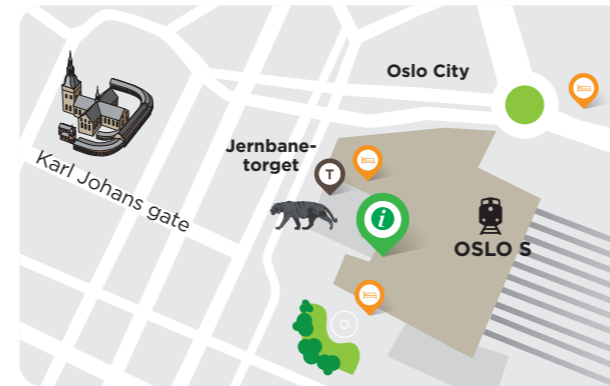 Oslo City
Jernbane-
torget
T
Karl Johans gate
i
OSLO S